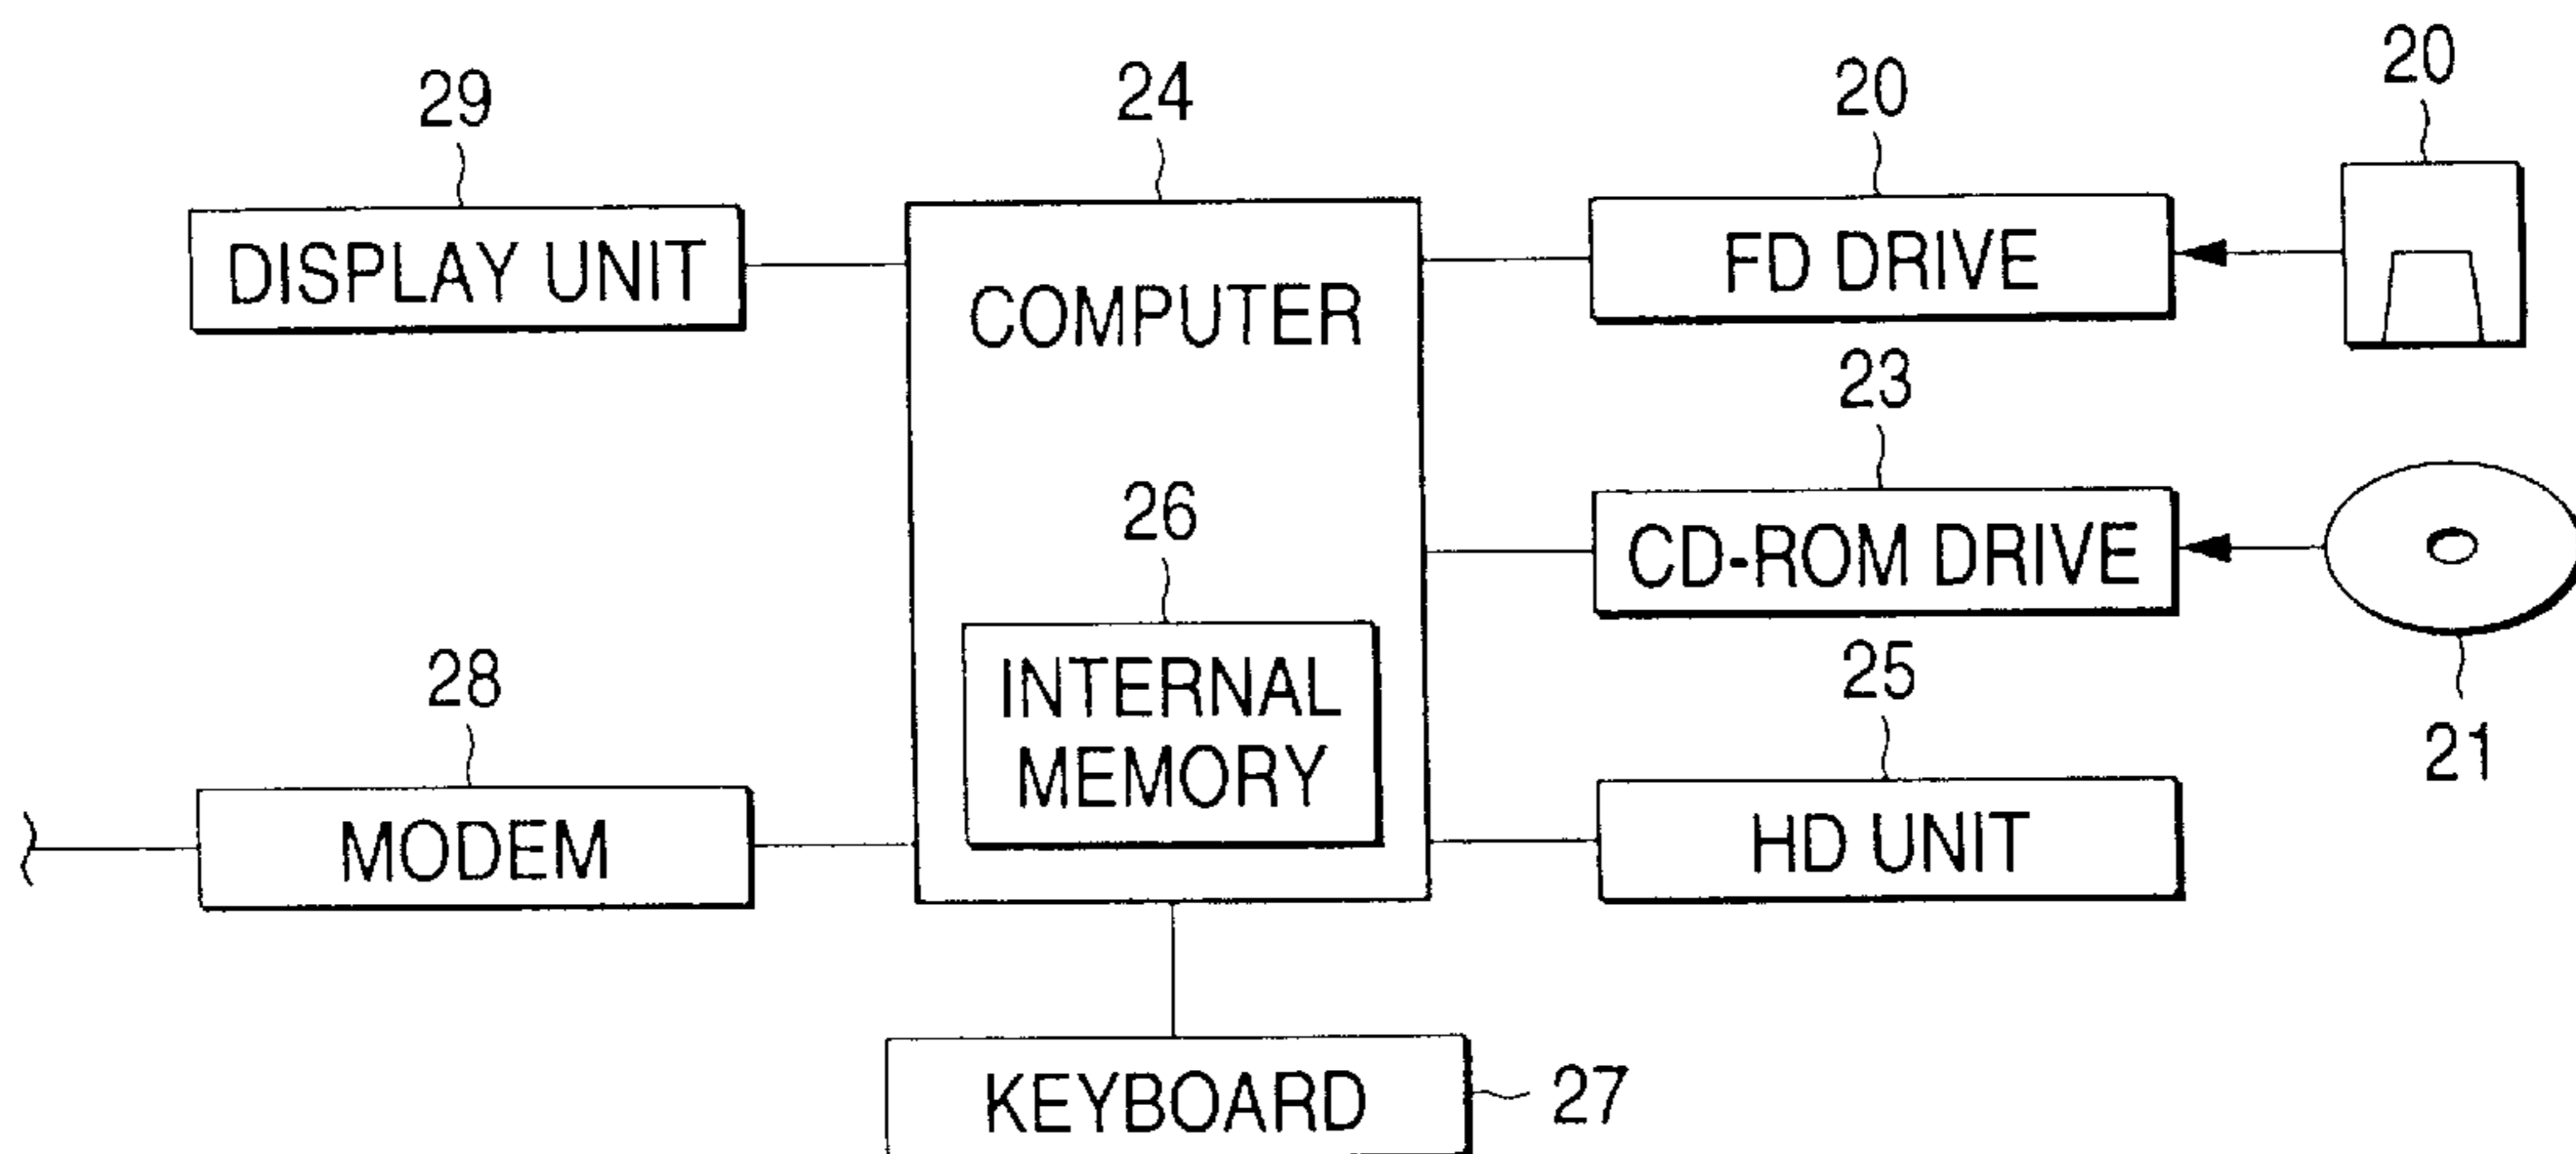 29
DISPLAY UNIT
24
COMPUTER
20
FD DRIVE
20
23
CD-ROM DRIVE
21
26
INTERNAL
MEMORY
28
MODEM
25
HD UNIT
KEYBOARD
27